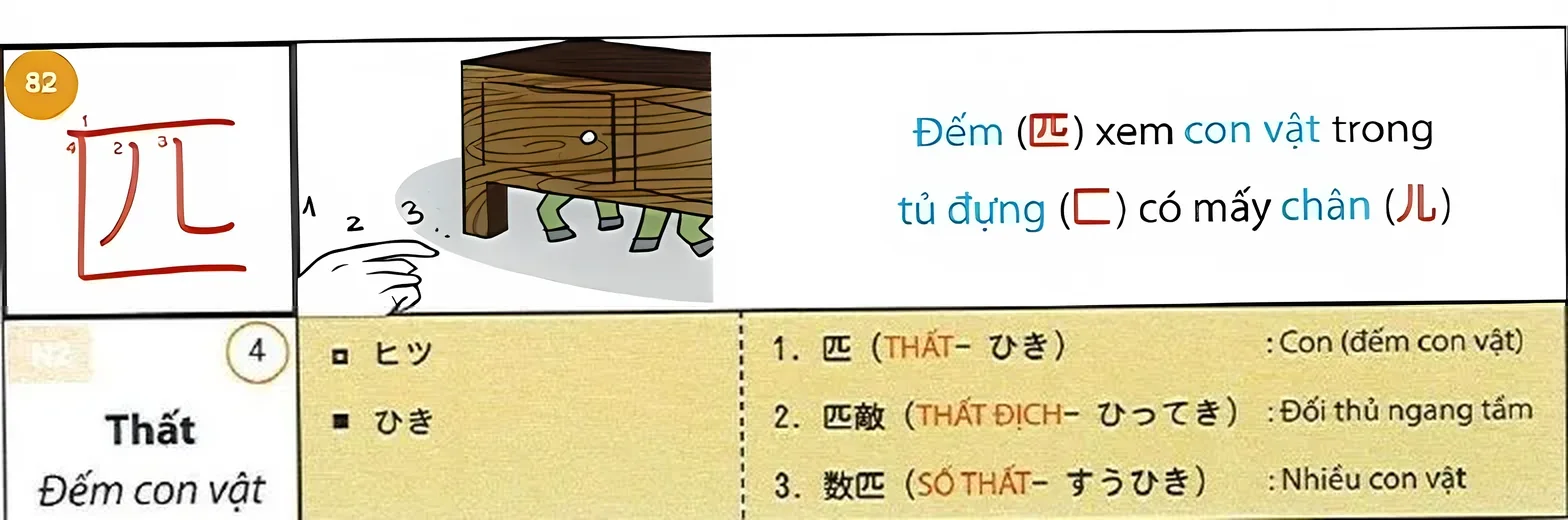 82
匹
1
2
3
4
1 2 3..
Đếm (匹) xem con vật trong
tủ đựng (匚) có mấy chân (儿)
N2
4
Thất
Đếm con vật
ヒツ
ひき
1. 匹 (THẤT- ひき) : Con (đếm con vật)
2. 匹敵 (THẤT ĐỊCH- ひってき) : Đối thủ ngang tầm
3. 数匹 (SỐ THẤT- すうひき) : Nhiều con vật